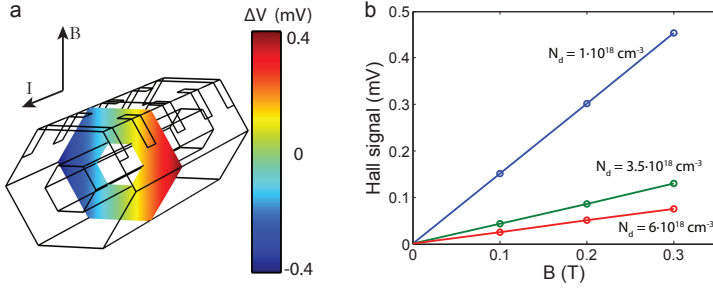 a
B
I
ΔV (mV)
0.4
0
-0.4
b
Hall signal (mV)
0.5
0.4
0.3
0.2
0.1
0
0.1
0.2
0.3
B (T)
N_d = 1·10^18 cm^-3
N_d = 3.5·10^18 cm^-3
N_d = 6·10^18 cm^-3